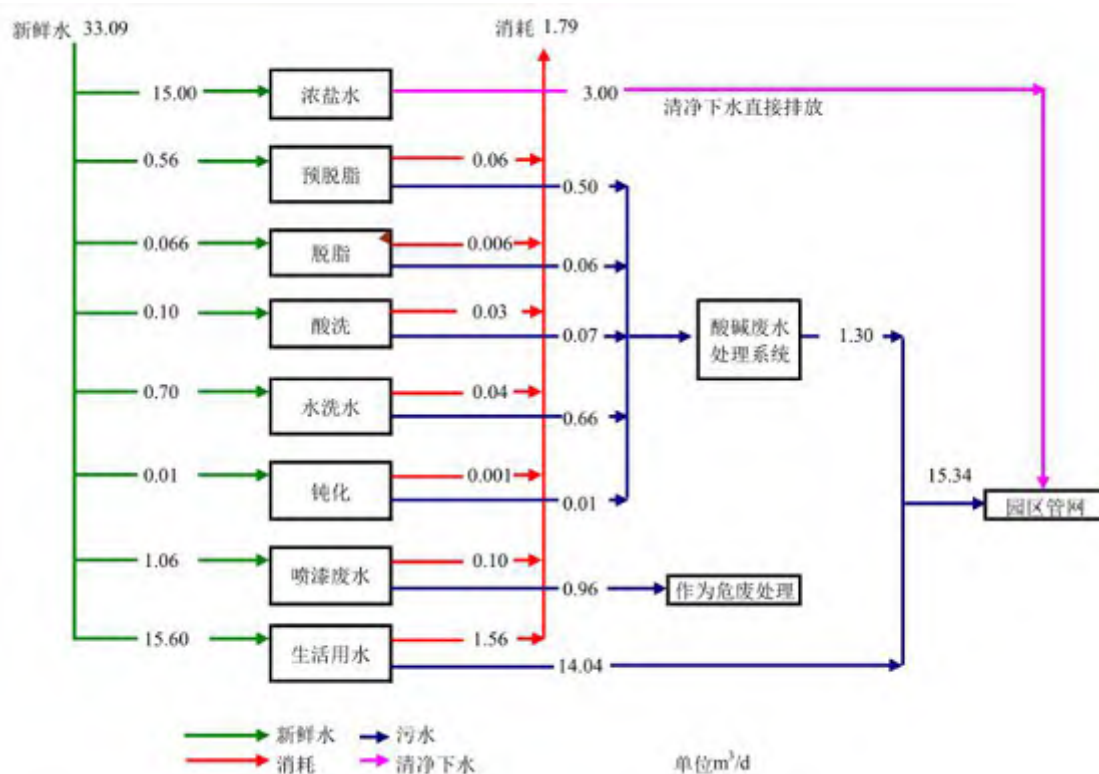 新鲜水 33.09
消耗 1.79
15.00
浓盐水
3.00
清净下水直接排放
0.56
预脱脂
0.06
0.50
0.066
脱脂
0.006
0.06
0.10
酸洗
0.03
0.07
酸碱废水
处理系统
1.30
0.70
水洗水
0.04
0.66
0.01
钝化
0.001
0.01
15.34
园区管网
1.06
喷漆废水
0.10
0.96
作为危废处理
15.60
生活用水
1.56
14.04
新鲜水
污水
消耗
清净下水
单位m³/d